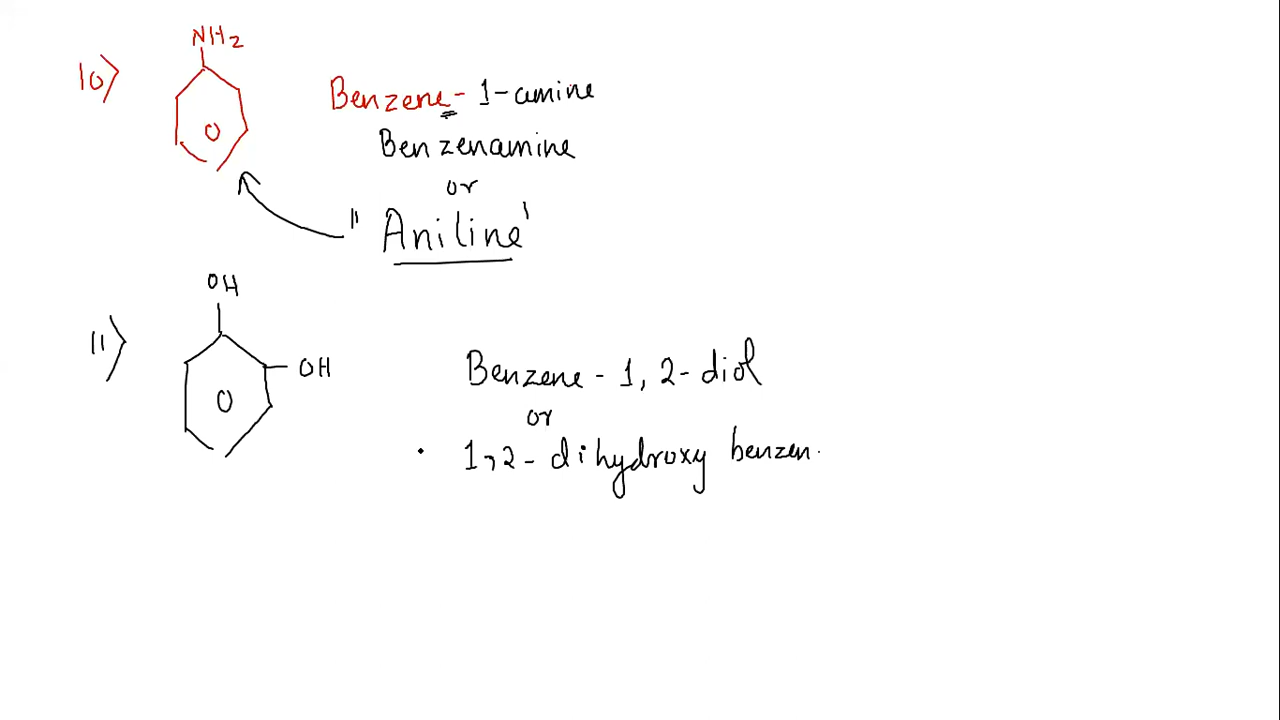 NH2
10)
Benzene- 1-amine
Benzenamine
or
"Aniline'
OH
11)
OH
Benzene - 1, 2- diol
or
1,2- dihydroxy benzen